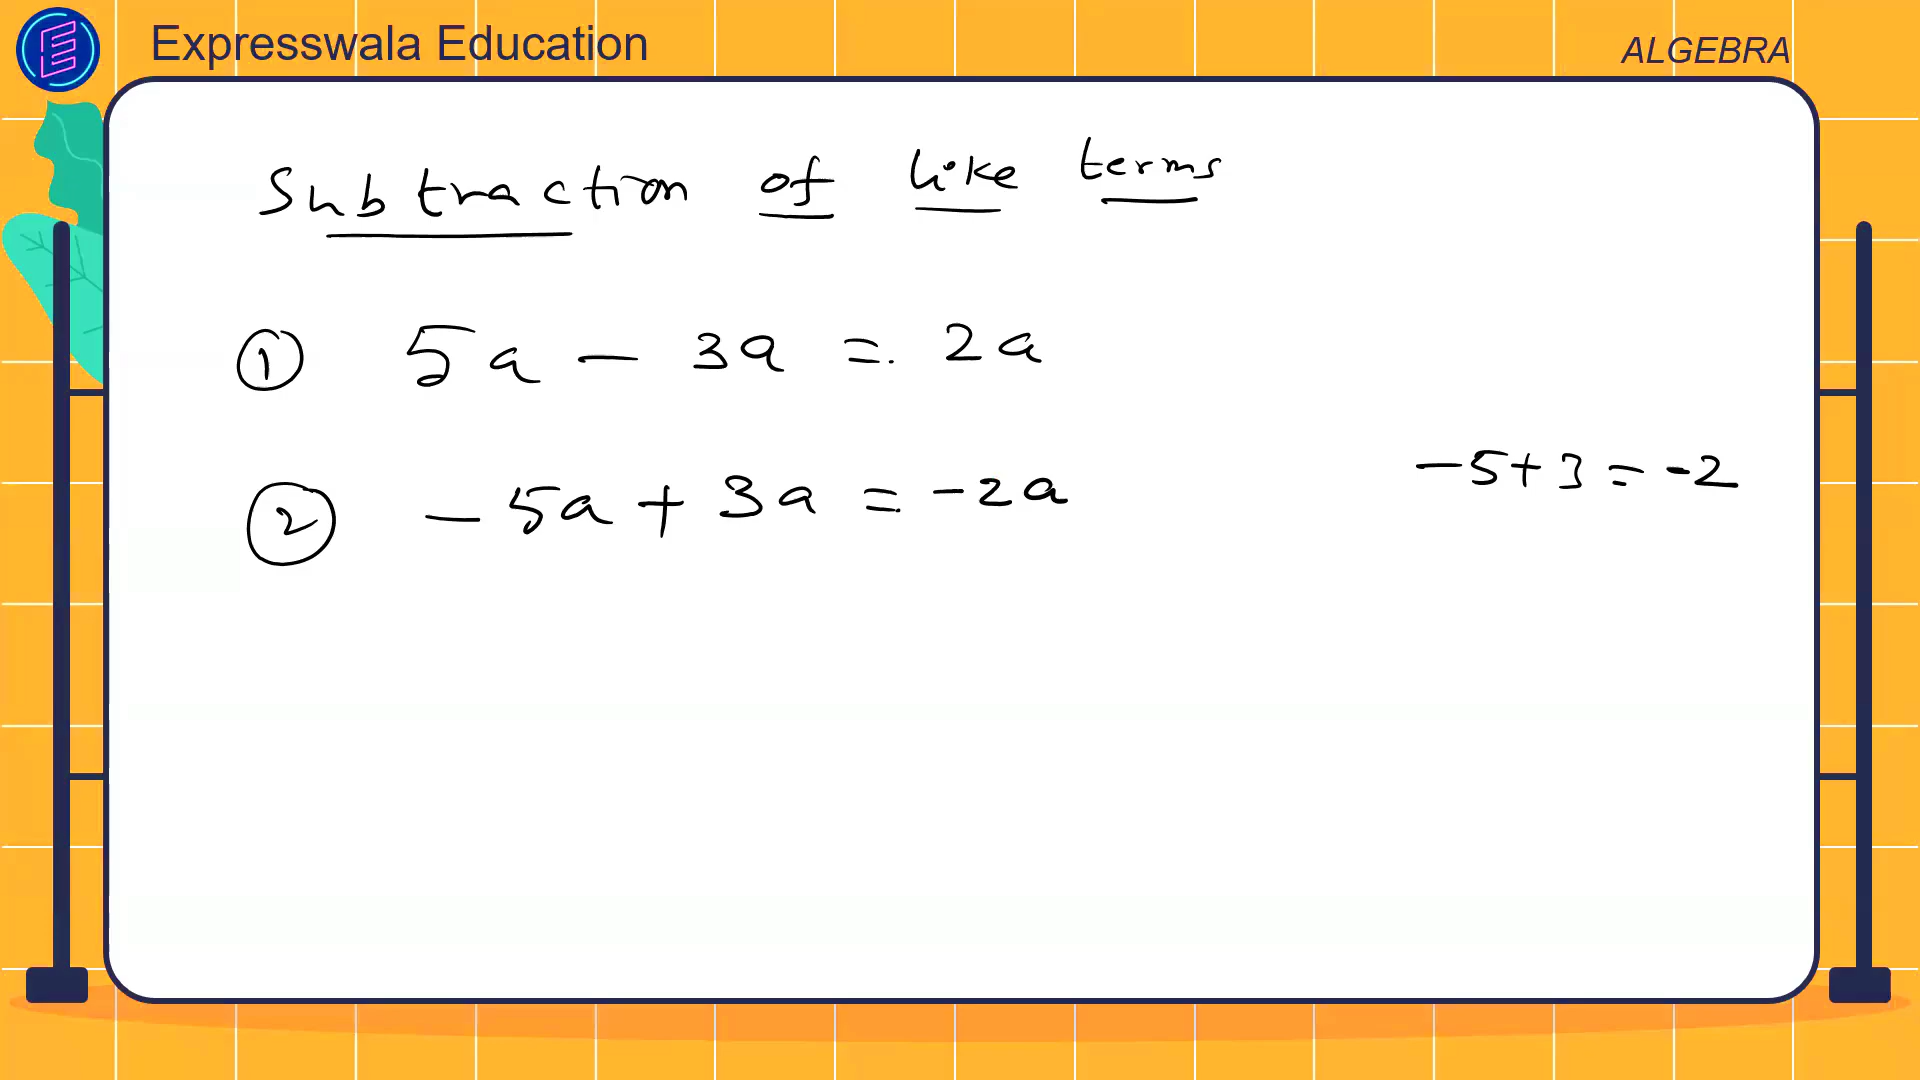 Expresswala Education
ALGEBRA
Subtraction of like terms
① 5a - 3a = 2a
② - 5a + 3a = -2a
-5+3 = -2